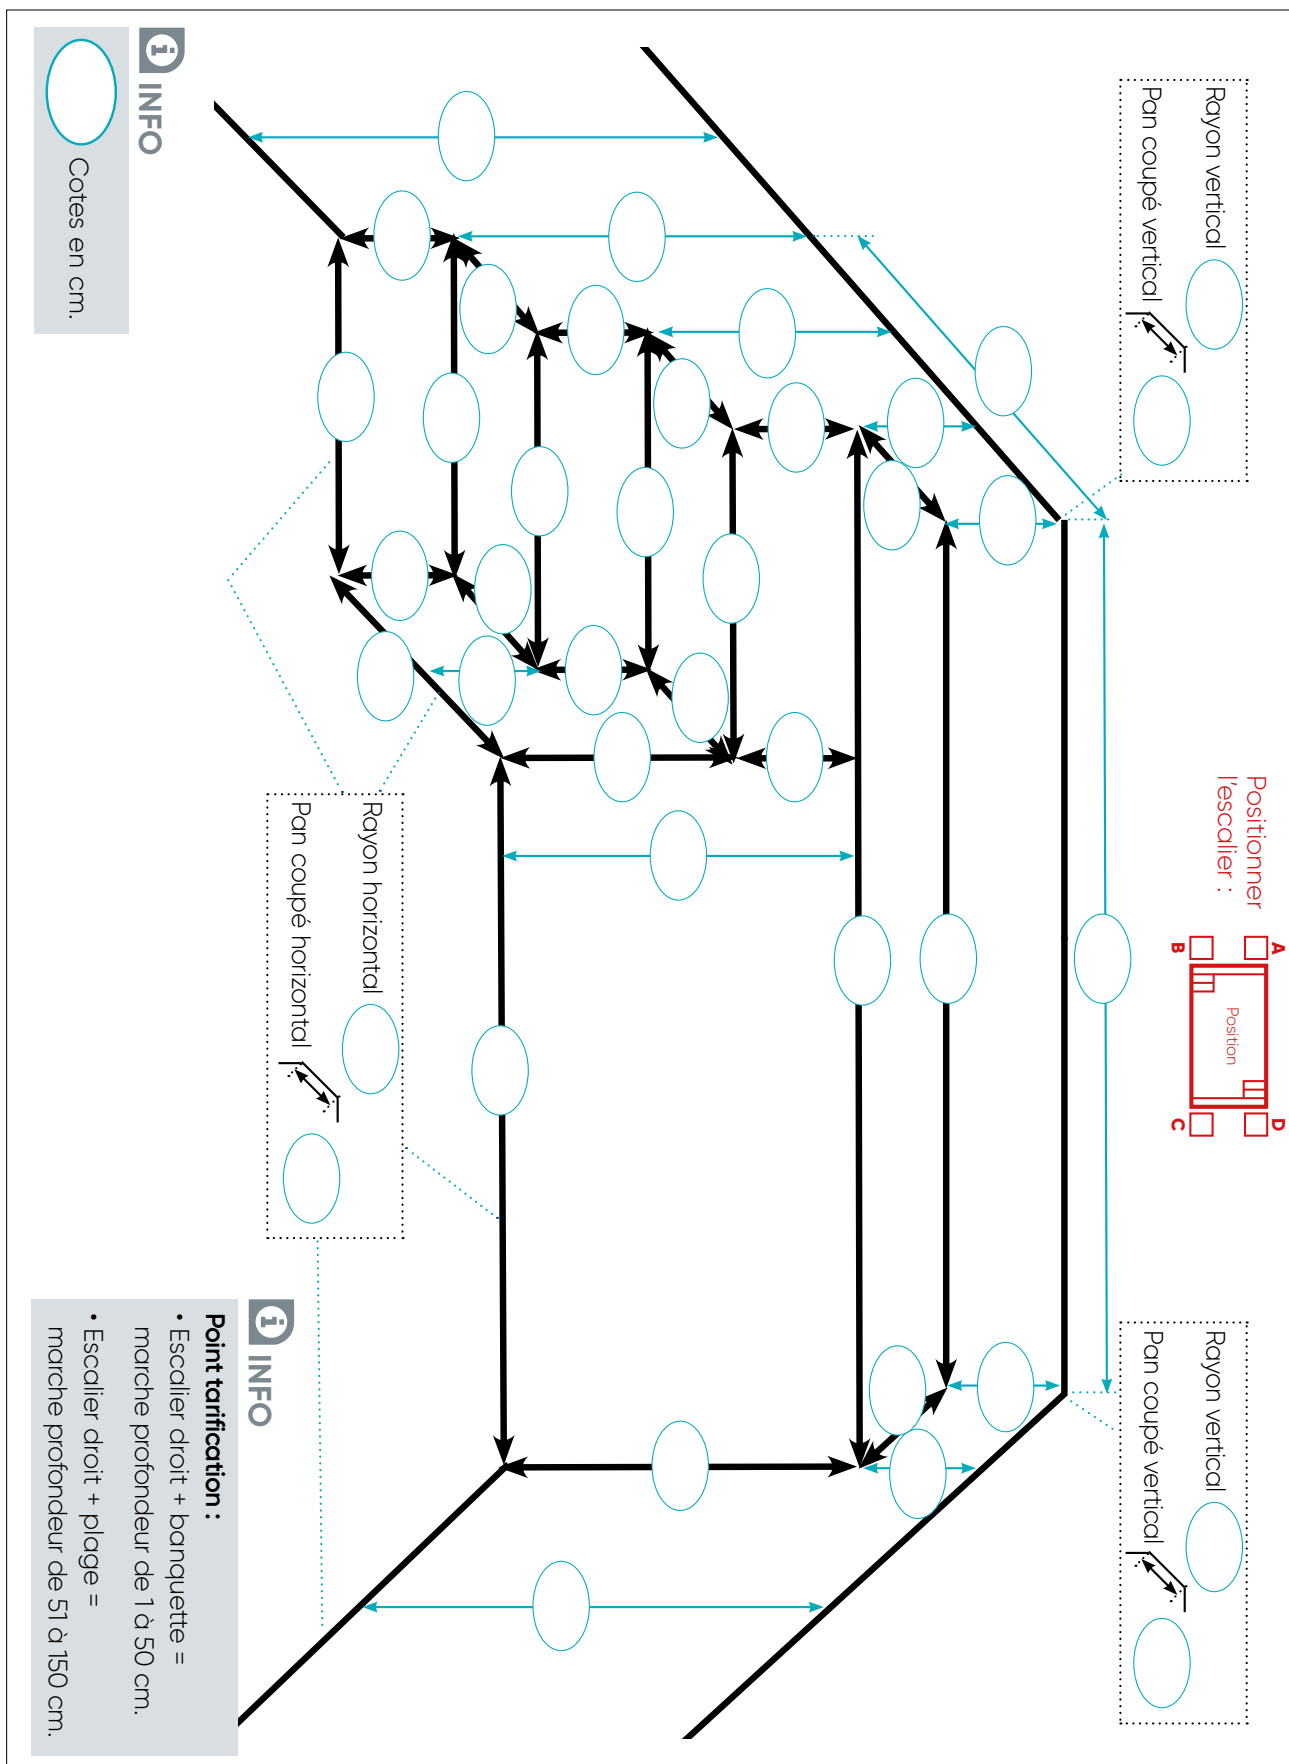 Rayon vertical
Pan coupé vertical
Positionner
l'escalier :
A
B
Position
D
C
Rayon vertical
Pan coupé vertical
INFO
Cotes en cm.
Rayon horizontal
Pan coupé horizontal
INFO
Point tarification :
• Escalier droit + banquette =
marche profondeur de 1 à 50 cm.
• Escalier droit + plage =
marche profondeur de 51 à 150 cm.